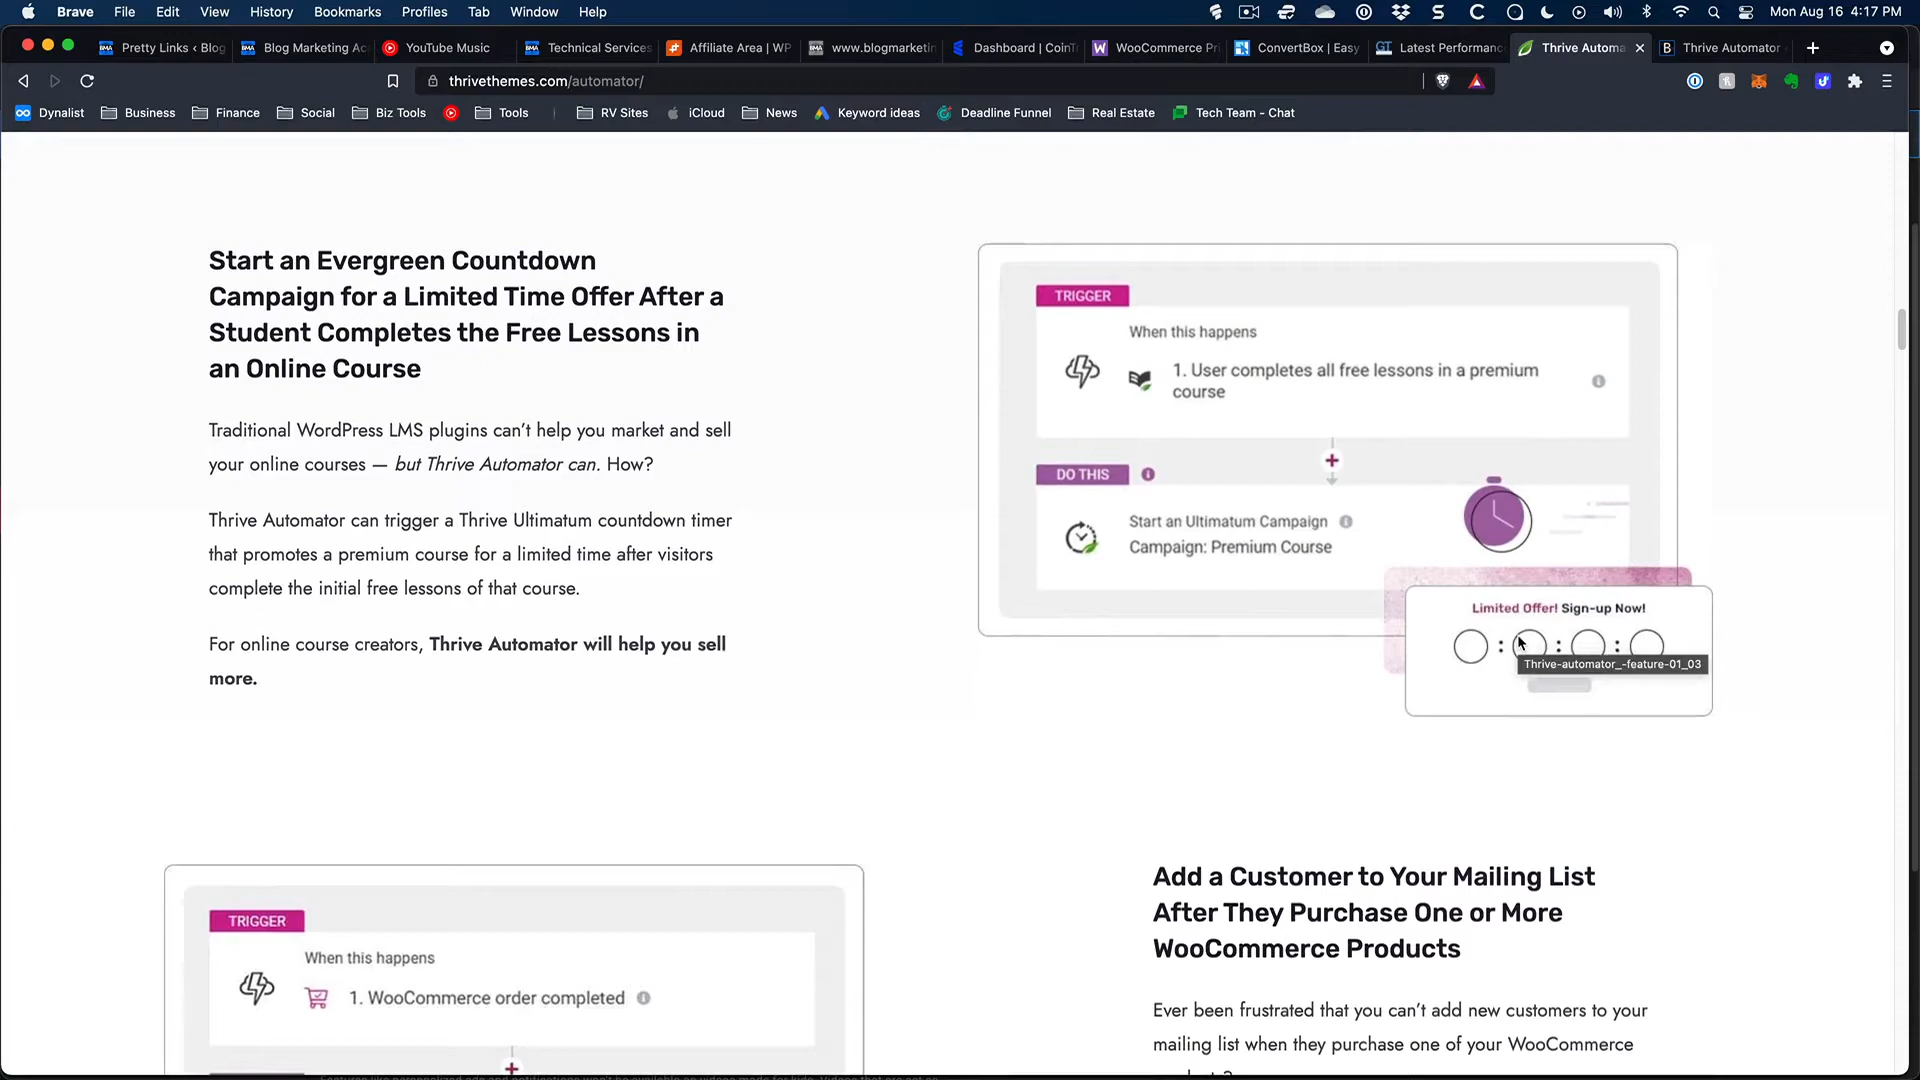 Brave File Edit View History Bookmarks Profiles Tab Window Help Mon Aug 16 4:17 PM
Pretty Links ‹ Blog Blog Marketing Ac YouTube Music Technical Services Affiliate Area | WP www.blogmarketin Dashboard | CoinT WooCommerce Pr ConvertBox | Easy Latest Performanc Thrive Automa Thrive Automator
thrivethemes.com/automator/
Dynalist Business Finance Social Biz Tools Tools RV Sites iCloud News Keyword ideas Deadline Funnel Real Estate Tech Team - Chat
Start an Evergreen Countdown
Campaign for a Limited Time Offer After a
Student Completes the Free Lessons in
an Online Course
Traditional WordPress LMS plugins can’t help you market and sell
your online courses — but Thrive Automator can. How?
Thrive Automator can trigger a Thrive Ultimatum countdown timer
that promotes a premium course for a limited time after visitors
complete the initial free lessons of that course.
For online course creators, Thrive Automator will help you sell
more.
TRIGGER
When this happens
1. User completes all free lessons in a premium
course
DO THIS
Start an Ultimatum Campaign
Campaign: Premium Course
Limited Offer! Sign-up Now!
Thrive-automator_-feature-01_03
TRIGGER
When this happens
1. WooCommerce order completed
Add a Customer to Your Mailing List
After They Purchase One or More
WooCommerce Products
Ever been frustrated that you can’t add new customers to your
mailing list when they purchase one of your WooCommerce